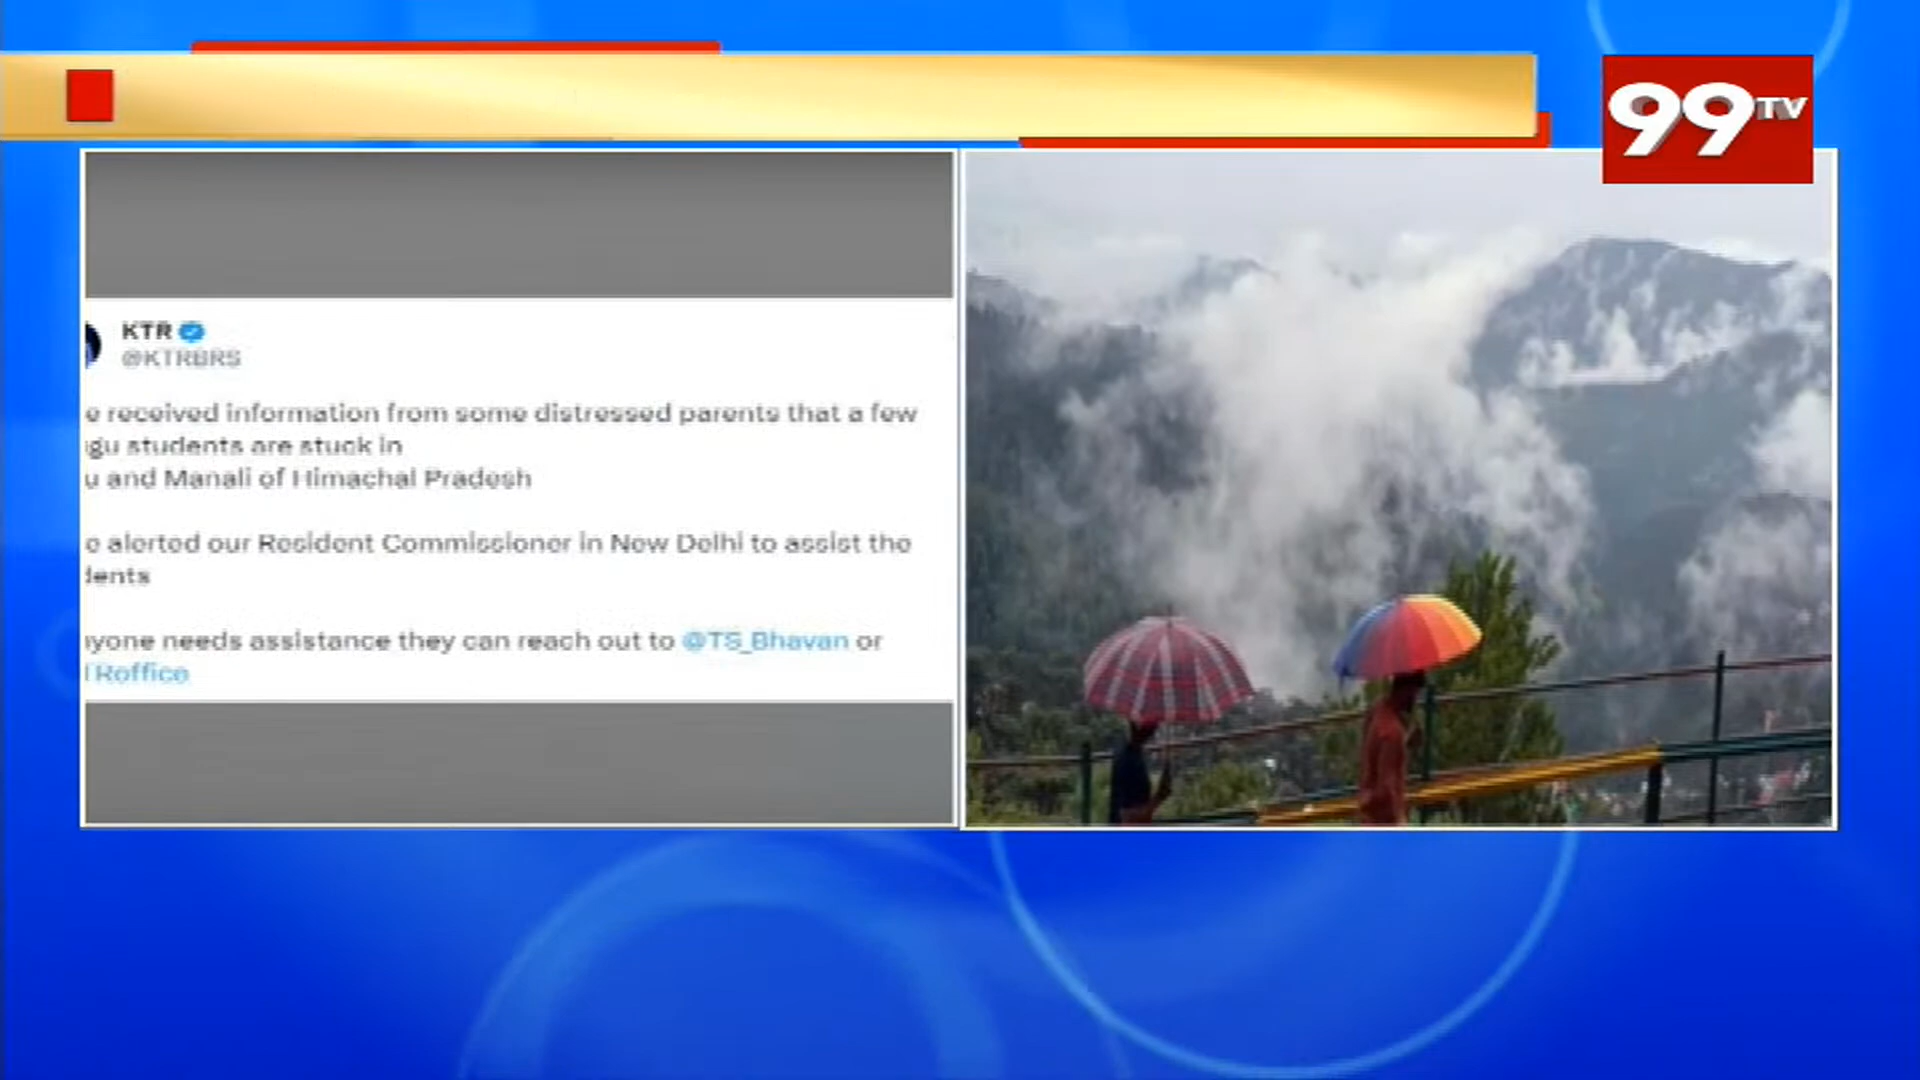 99 TV
KTR
@KTRBRS
e received information from some distressed parents that a few
gu students are stuck in
u and Manali of Himachal Pradesh
e alerted our Resident Commissioner in New Delhi to assist the
dents
yone needs assistance they can reach out to @TS_Bhavan or
Roffice